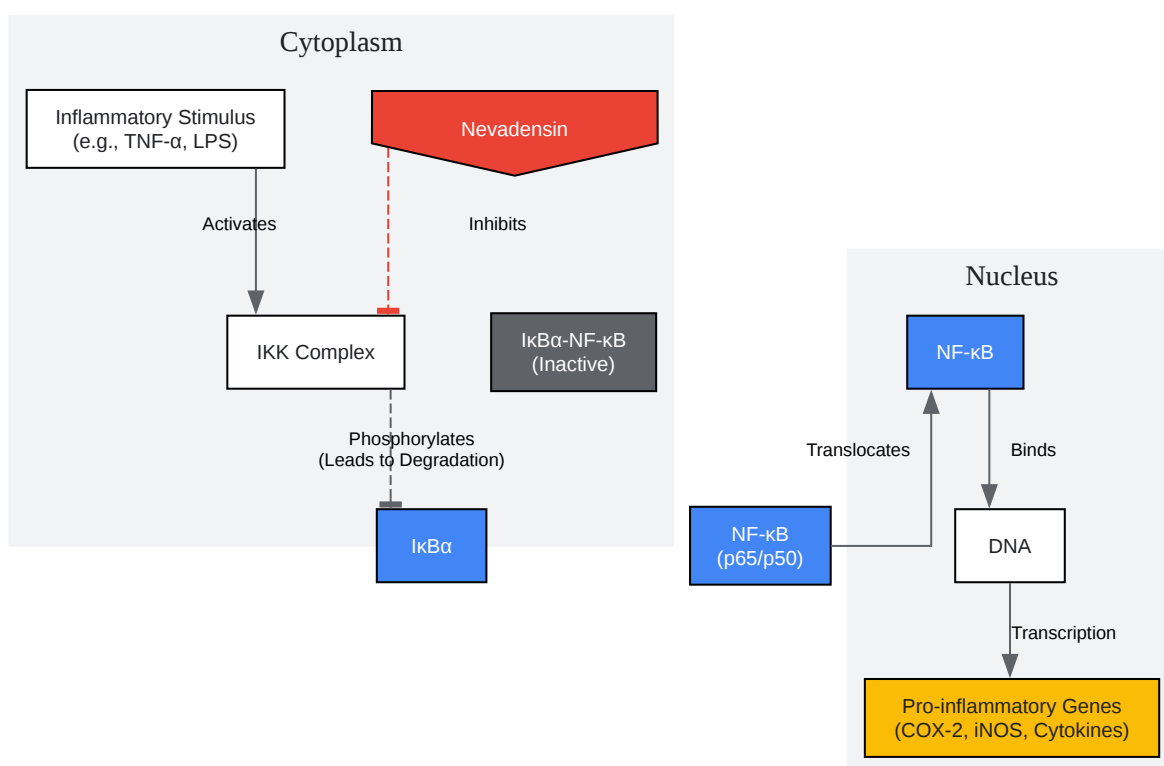 Cytoplasm
Inflammatory Stimulus
(e.g., TNF-α, LPS)
Nevadensin
Activates
Inhibits
IKK Complex
IκBα-NF-κB
(Inactive)
Phosphorylates
(Leads to Degradation)
IκBα
NF-κB
(p65/p50)
Nucleus
NF-κB
Translocates
Binds
DNA
Transcription
Pro-inflammatory Genes
(COX-2, iNOS, Cytokines)